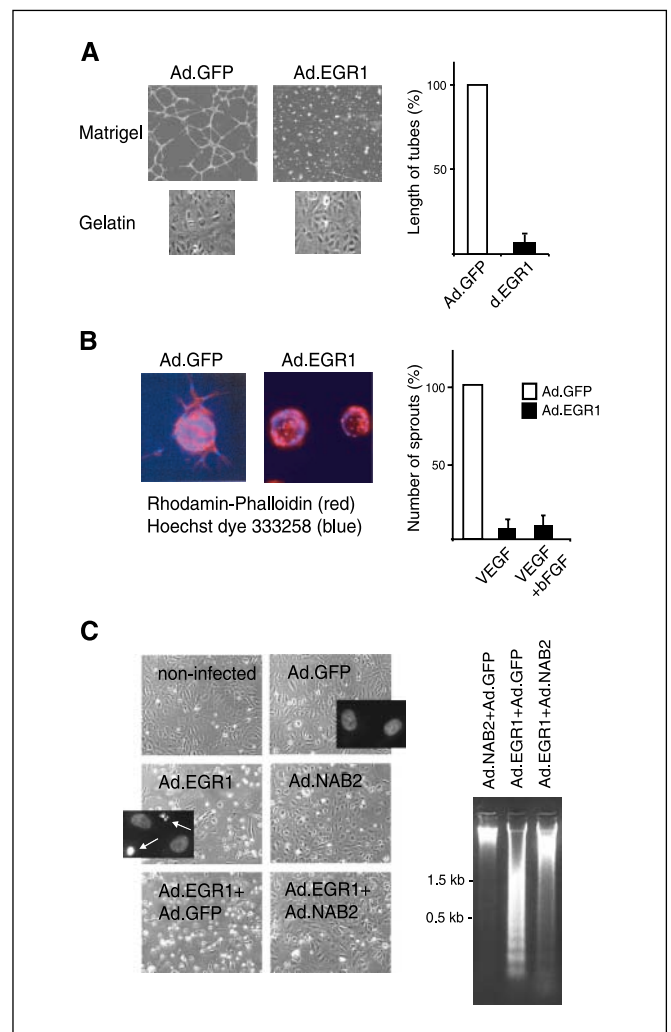 A
Ad.GFP Ad.EGR1
Matrigel
Gelatin
Length of tubes (%)
100
50
Ad.GFP
d.EGR1
B
Ad.GFP Ad.EGR1
Rhodamin-Phalloidin (red)
Hoechst dye 333258 (blue)
Number of sprouts (%)
100
50
Ad.GFP
Ad.EGR1
VEGF
VEGF
+bFGF
C
non-infected
Ad.GFP
Ad.EGR1
Ad.NAB2
Ad.EGR1+
Ad.GFP
Ad.EGR1+
Ad.NAB2
Ad.NAB2+Ad.GFP
Ad.EGR1+Ad.GFP
Ad.EGR1+Ad.NAB2
1.5 kb
0.5 kb